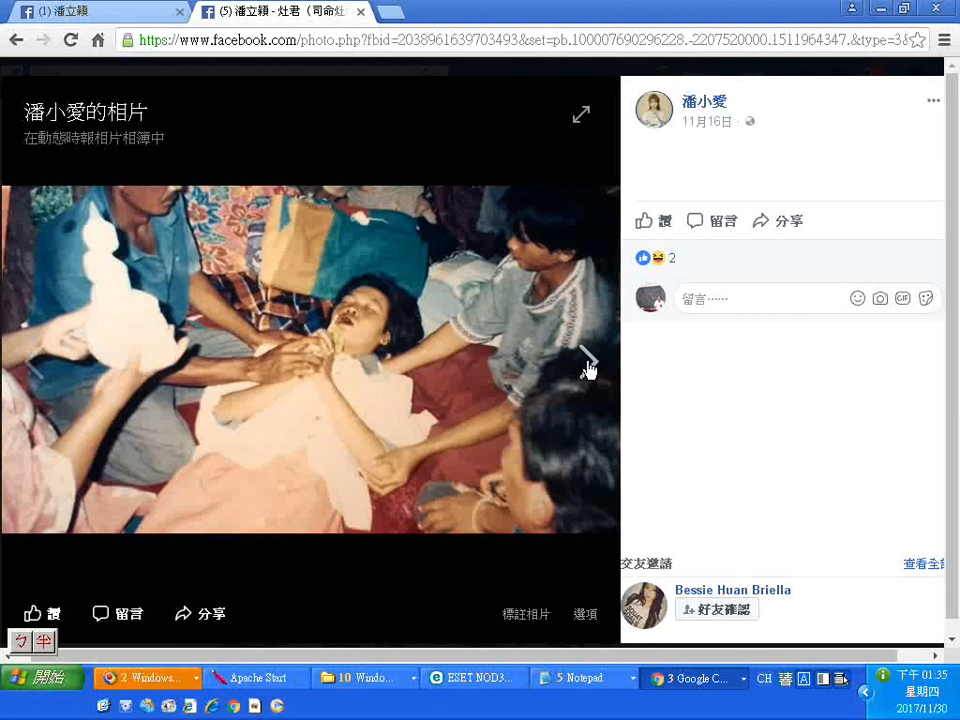 (1) 潘立穎
(5) 潘立穎 - 灶君（司命灶
https://www.facebook.com/photo.php?fbid=2038961639703493&set=pb.100007690296228.-2207520000.1511964347.&type=3&
潘小愛的相片
在動態時報相片相簿中
潘小愛
11月16日 ·
讚 留言 分享
2
留言······
GIF
交友邀請
查看全部
Bessie Huan Briella
好友確認
讚 留言 分享
標註相片 選項
ㄅ 半
開始
2 Windows...
Apache Start
10 Windo...
ESET NOD3...
5 Notepad
3 Google C...
CH
A
下午 01:35
星期四
2017/11/30